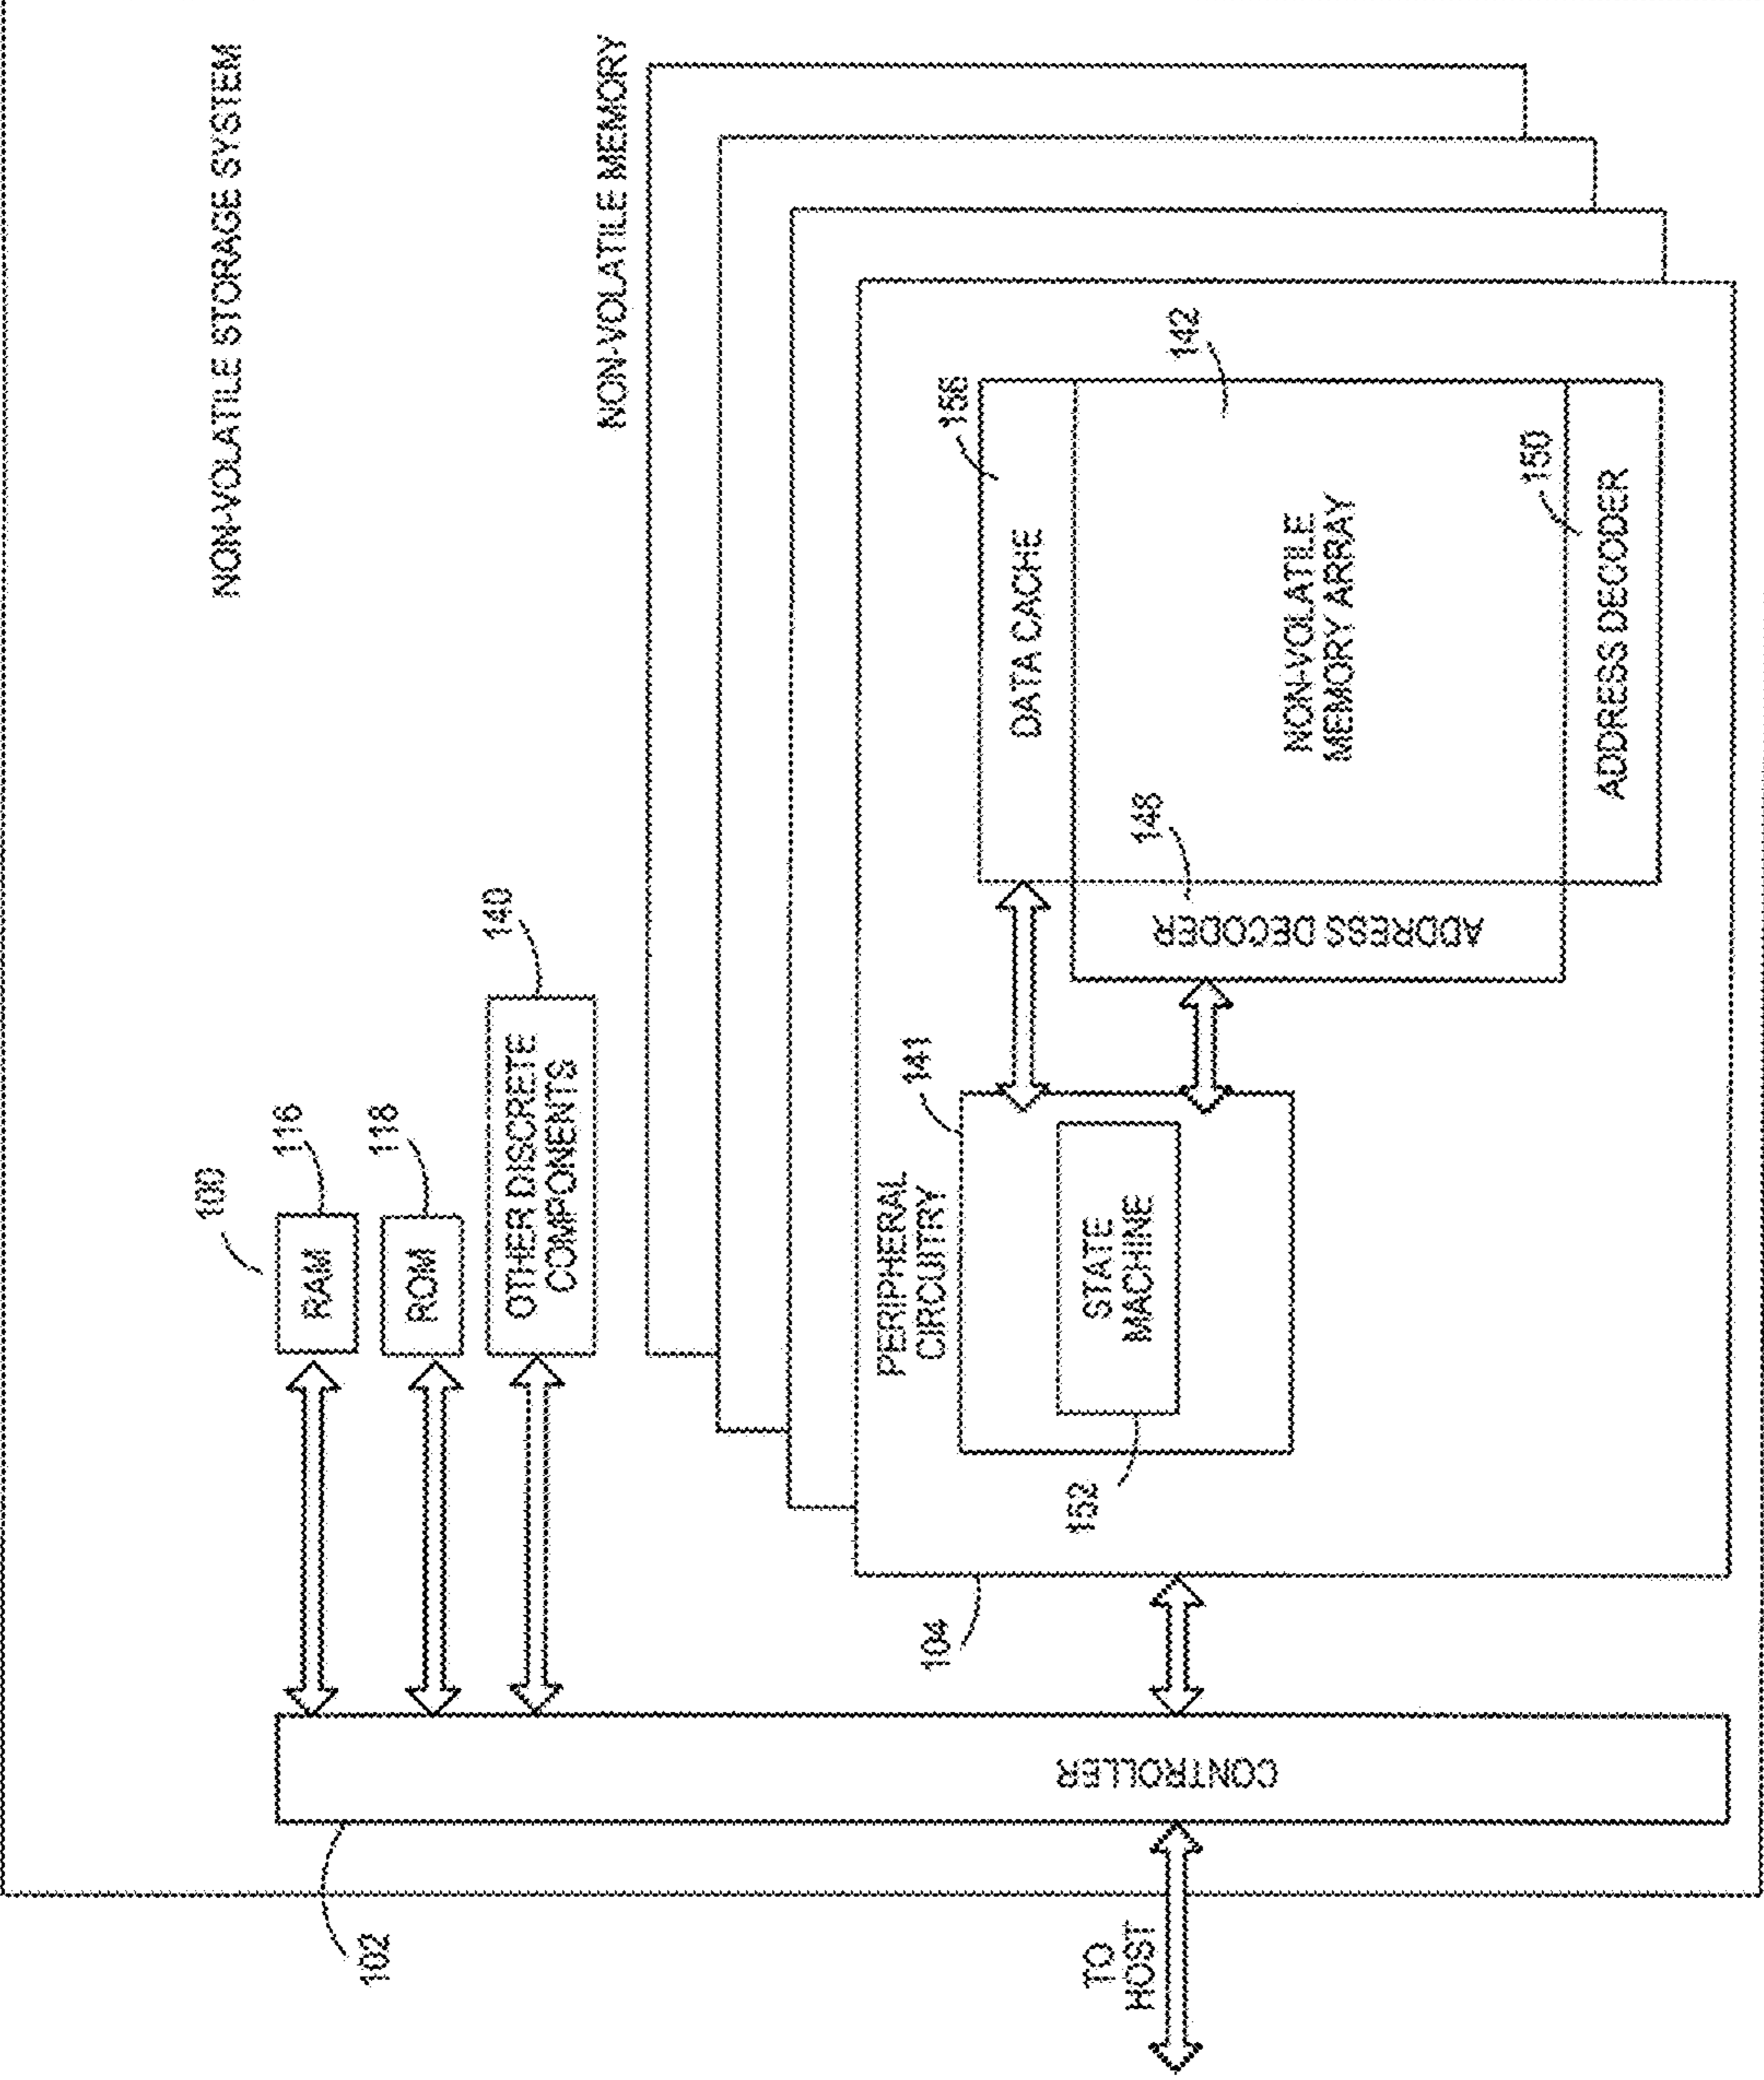 NON-VOLATILE STORAGE SYSTEM
100
116
RAM
118
ROM
140
OTHER DISCRETE
COMPONENTS
NON-VOLATILE MEMORY
102
CONTROLLER
TO
HOST
104
PERIPHERAL
CIRCUITRY
141
STATE
MACHINE
152
156
DATA CACHE
148
ADDRESS DECODER
142
NON-VOLATILE
MEMORY ARRAY
150
ADDRESS DECODER